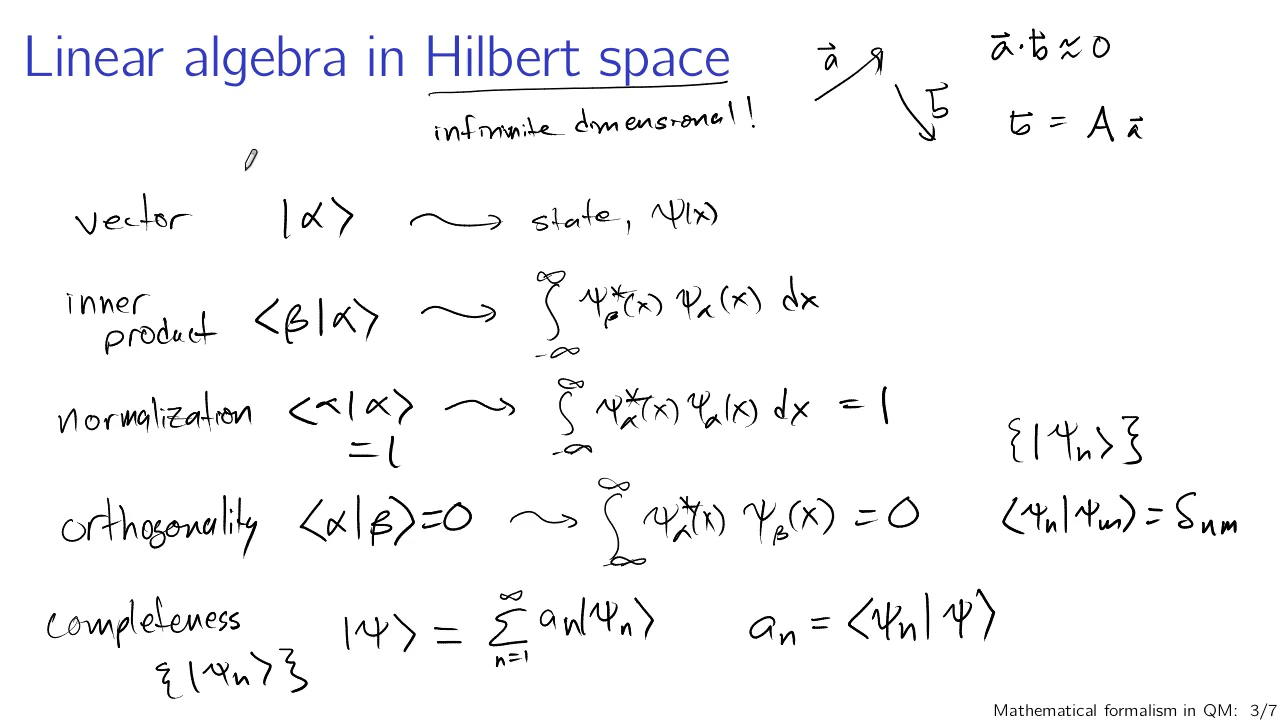 Linear algebra in Hilbert space
infinite dimensional!
a⃗
b⃗
a⃗·b⃗ ≈ 0
b⃗ = A a⃗
vector |α⟩ ⇝ state, Ψ(x)
inner product ⟨β|α⟩ ⇝ ∫_{-∞}^{∞} Ψ_β*(x) Ψ_α(x) dx
normalization ⟨α|α⟩ = 1 ⇝ ∫_{-∞}^{∞} Ψ_α*(x) Ψ_α(x) dx = 1
{|Ψ_n⟩}
orthogonality ⟨α|β⟩=0 ⇝ ∫_{-∞}^{∞} Ψ_α*(x) Ψ_β(x) = 0
⟨Ψ_n|Ψ_m⟩ = δ_{nm}
completeness {|Ψ_n⟩} |Ψ⟩ = ∑_{n=1}^{∞} a_n|Ψ_n⟩ a_n = ⟨Ψ_n|Ψ⟩
Mathematical formalism in QM: 3/7